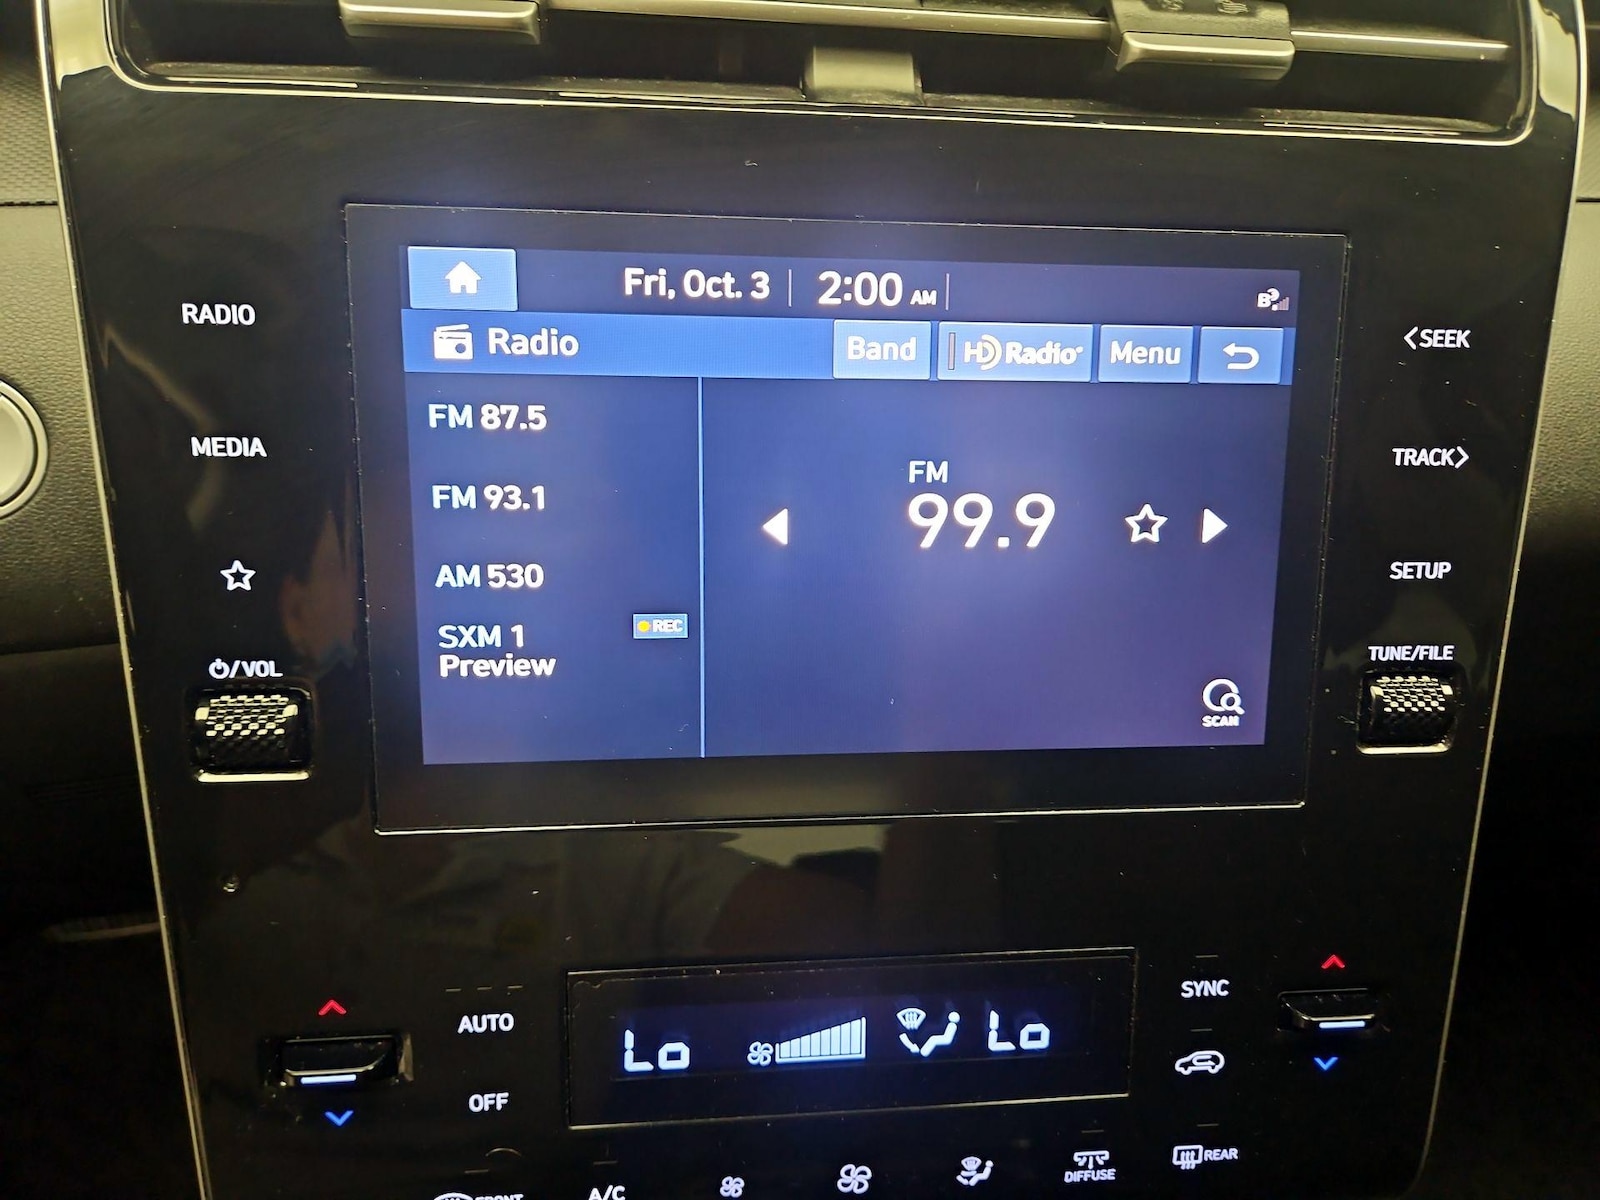 Fri, Oct. 3 2:00 AM
B
Radio Band HD Radio Menu
RADIO
MEDIA
/VOL
FM 87.5
FM 93.1
AM 530
SXM 1
Preview
REC
FM
99.9
SCAN
SEEK
TRACK
SETUP
TUNE/FILE
AUTO
OFF
Lo Lo
SYNC
FRONT
A/C
DIFFUSE
REAR